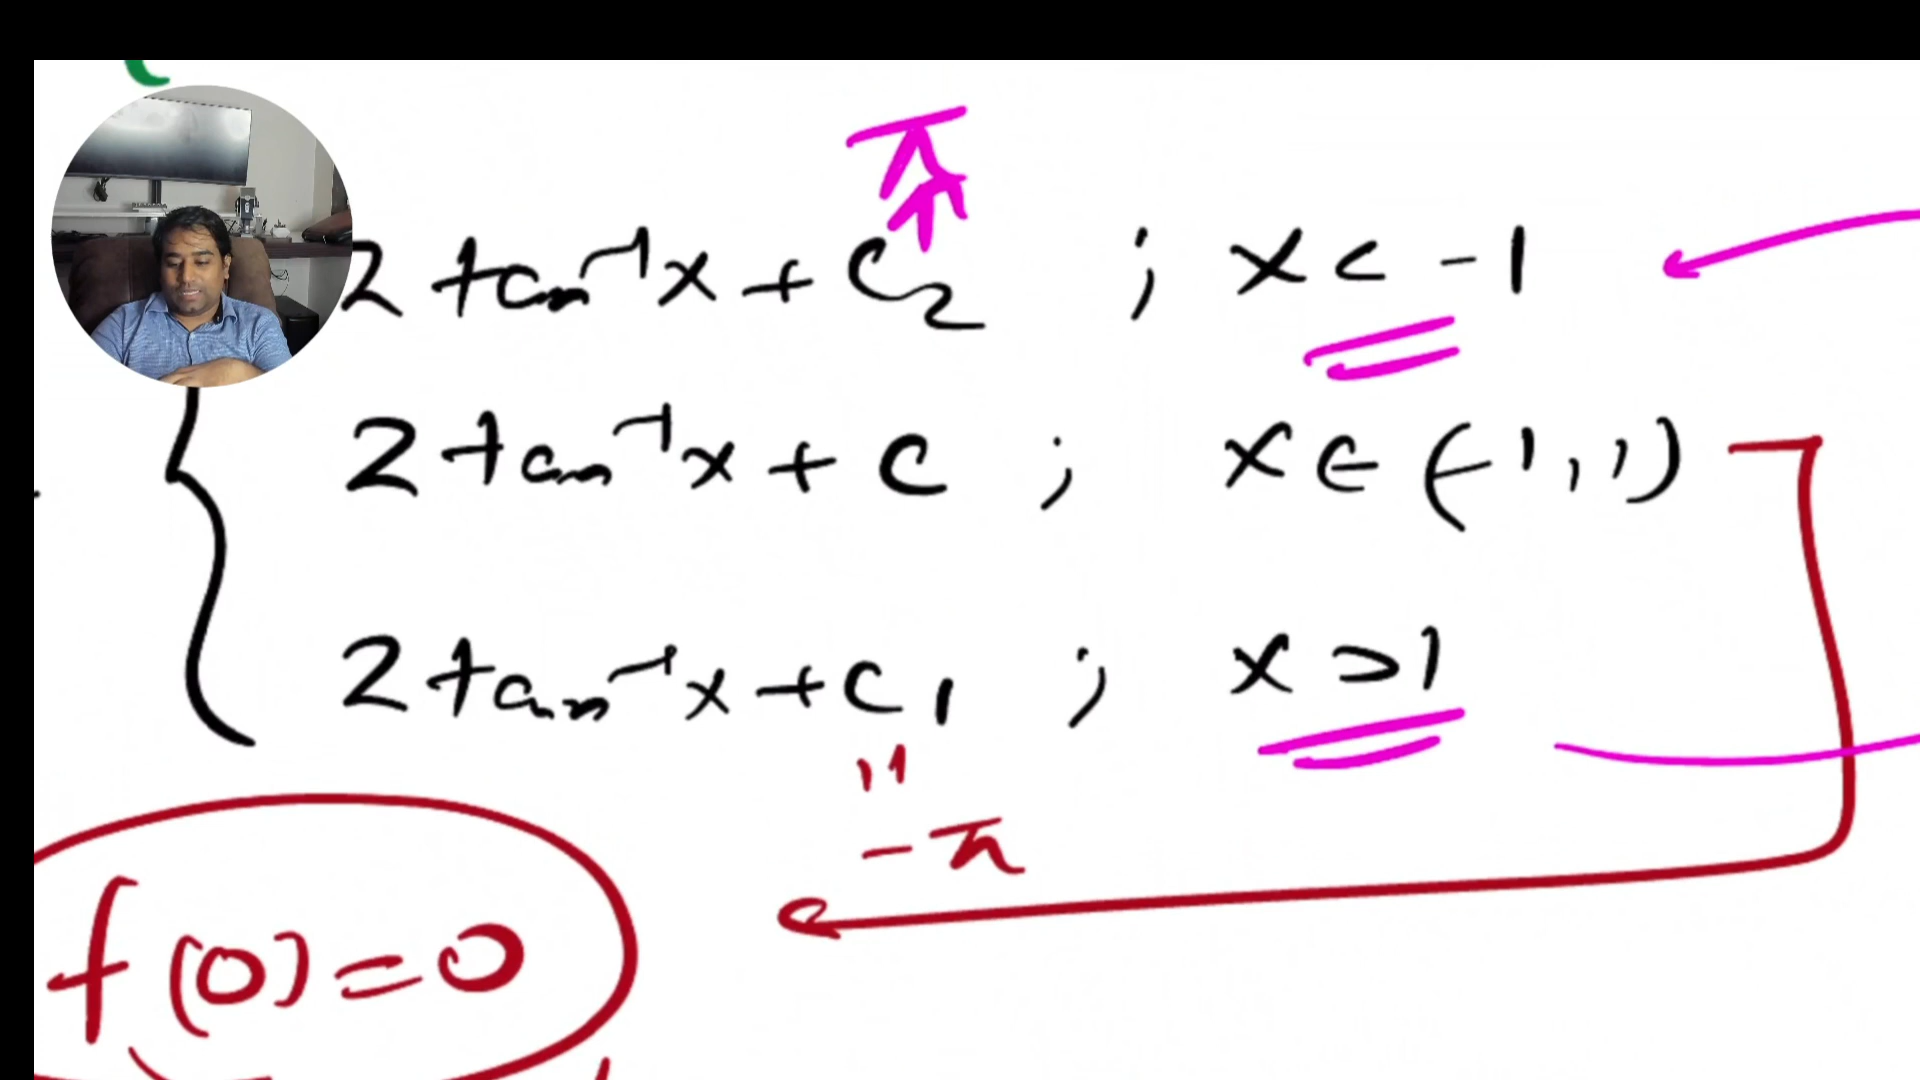 π
2 tan⁻¹x + C₂ ; x < -1
2 tan⁻¹x + C ; x ∈ (-1, 1)
2 tan⁻¹x + C₁ ; x > 1
-π
f(0) = 0